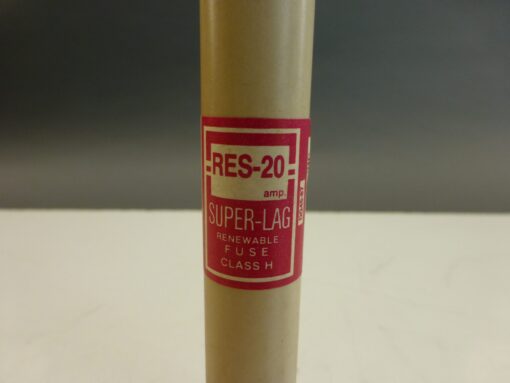 RES-20
amp.
SUPER-LAG
RENEWABLE
FUSE
CLASS H